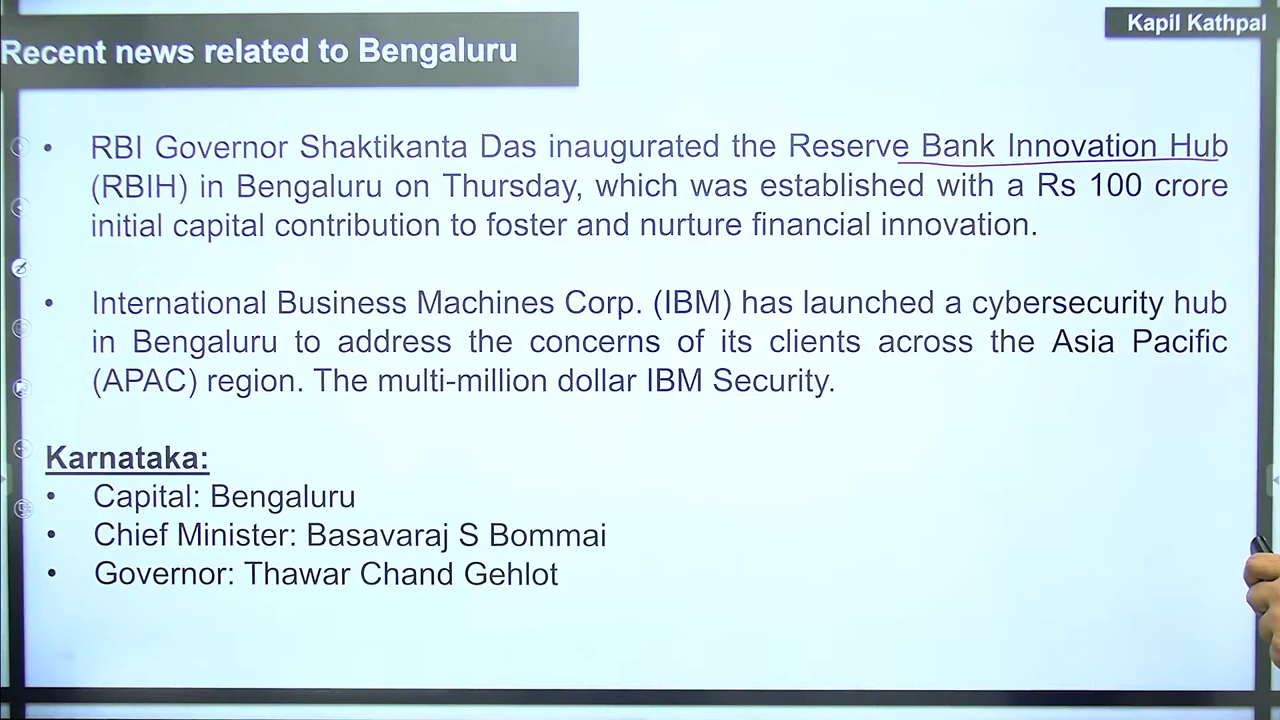 Kapil Kathpal
Recent news related to Bengaluru
• RBI Governor Shaktikanta Das inaugurated the Reserve Bank Innovation Hub
(RBIH) in Bengaluru on Thursday, which was established with a Rs 100 crore
initial capital contribution to foster and nurture financial innovation.
• International Business Machines Corp. (IBM) has launched a cybersecurity hub
in Bengaluru to address the concerns of its clients across the Asia Pacific
(APAC) region. The multi-million dollar IBM Security.
Karnataka:
• Capital: Bengaluru
• Chief Minister: Basavaraj S Bommai
• Governor: Thawar Chand Gehlot